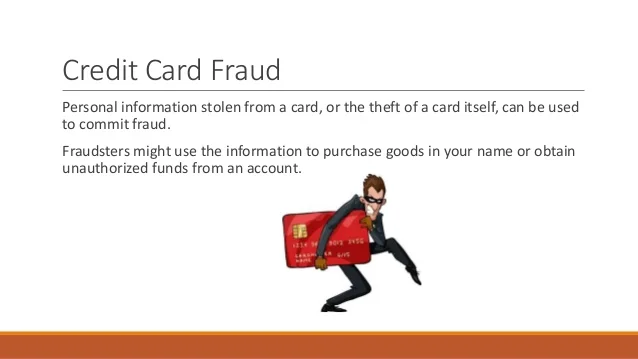 Credit Card Fraud
Personal information stolen from a card, or the theft of a card itself, can be used
to commit fraud.
Fraudsters might use the information to purchase goods in your name or obtain
unauthorized funds from an account.